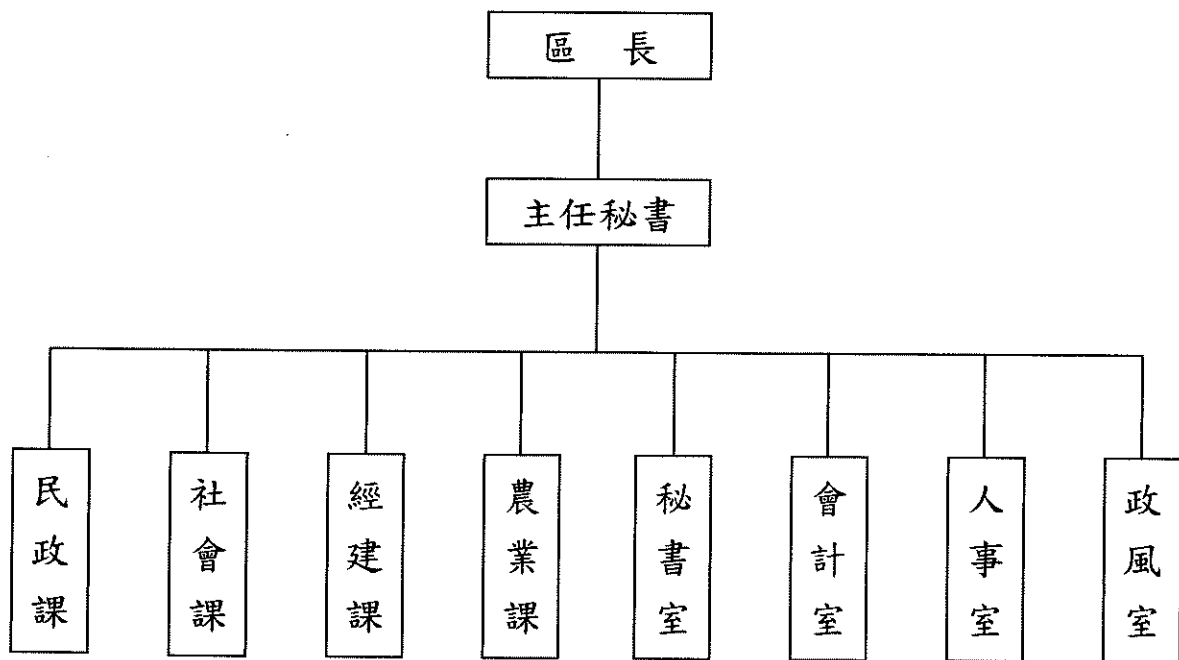 區 長
主任秘書
民政課
社會課
經建課
農業課
秘書室
會計室
人事室
政風室